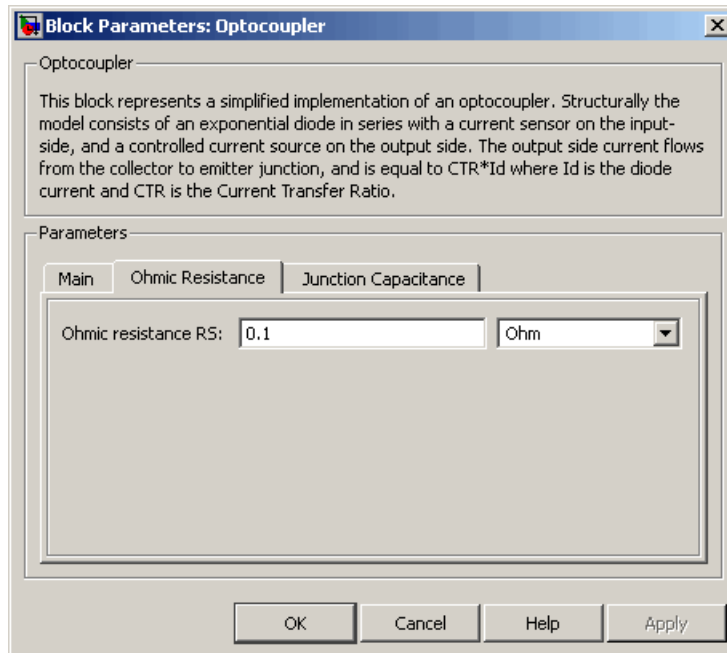 Block Parameters: Optocoupler
Optocoupler
This block represents a simplified implementation of an optocoupler. Structurally the
model consists of an exponential diode in series with a current sensor on the input-
side, and a controlled current source on the output side. The output side current flows
from the collector to emitter junction, and is equal to CTR*Id where Id is the diode
current and CTR is the Current Transfer Ratio.
Parameters
Main Ohmic Resistance Junction Capacitance
Ohmic resistance RS: 0.1 Ohm
OK Cancel Help Apply